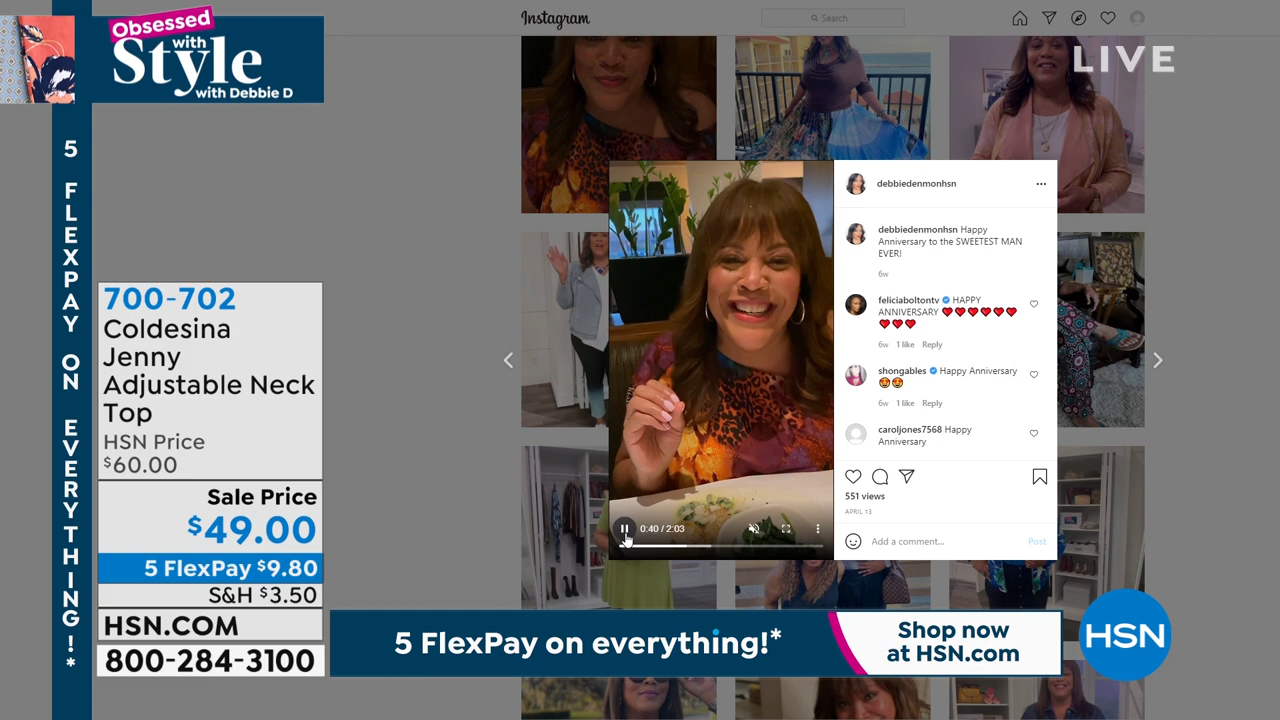 Obsessed
with
Style
with Debbie D
5 FLEXPAY ON EVERYTHING!*
700-702
Coldesina
Jenny
Adjustable Neck
Top
HSN Price
$60.00
Sale Price
$49.00
5 FlexPay $9.80
S&H $3.50
HSN.COM
800-284-3100
Instagram
Search
LIVE
debbiedenmonhsn
debbiedenmonhsn Happy
Anniversary to the SWEETEST MAN
EVER!
6w
feliciaboltontv HAPPY
ANNIVERSARY ❤❤❤❤❤❤
❤❤❤
6w 1 like Reply
shongables Happy Anniversary
😍😍
6w 1 like Reply
caroljones7568 Happy
Anniversary
551 views
APRIL 13
Add a comment... Post
0:40 / 2:03
5 FlexPay on everything!*
Shop now
at HSN.com
HSN